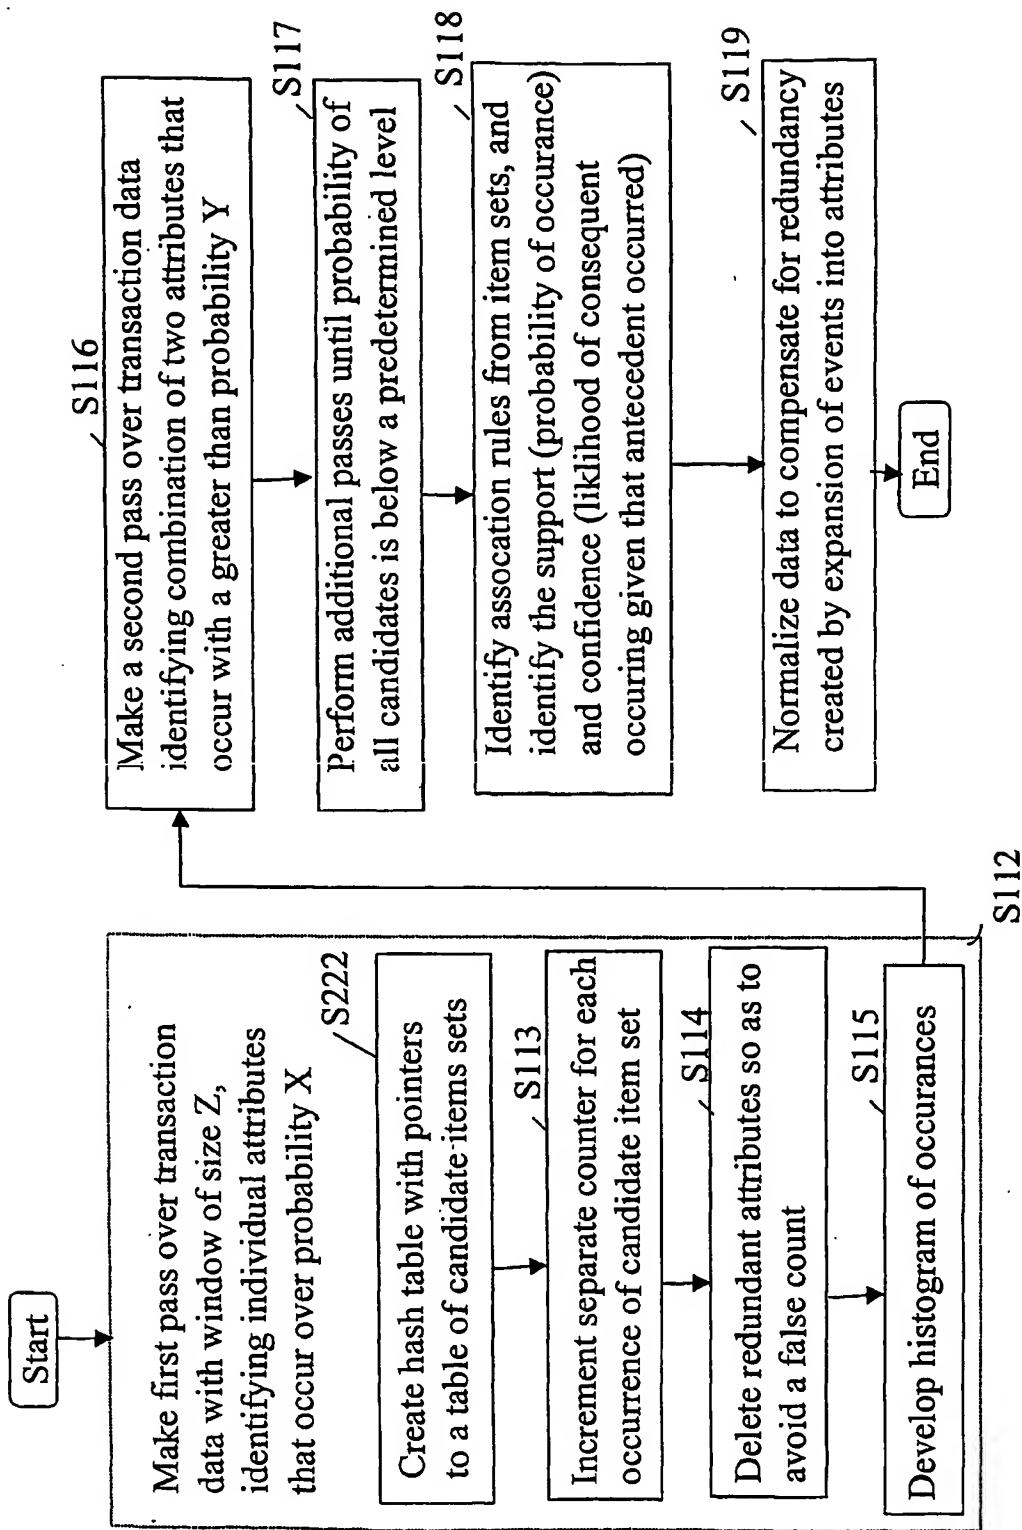 Start
Make first pass over transaction
data with window of size Z,
identifying individual attributes
that occur over probability X
S222
Create hash table with pointers
to a table of candidate items sets
S113
Increment separate counter for each
occurrence of candidate item set
S114
Delete redundant attributes so as to
avoid a false count
S115
Develop histogram of occurances
S112
S116
Make a second pass over transaction data
identifying combination of two attributes that
occur with a greater than probability Y
S117
Perform additional passes until probability of
all candidates is below a predetermined level
S118
Identify assocation rules from item sets, and
identify the support (probability of occurance)
and confidence (liklihood of consequent
occuring given that antecedent occurred)
S119
Normalize data to compensate for redundancy
created by expansion of events into attributes
End